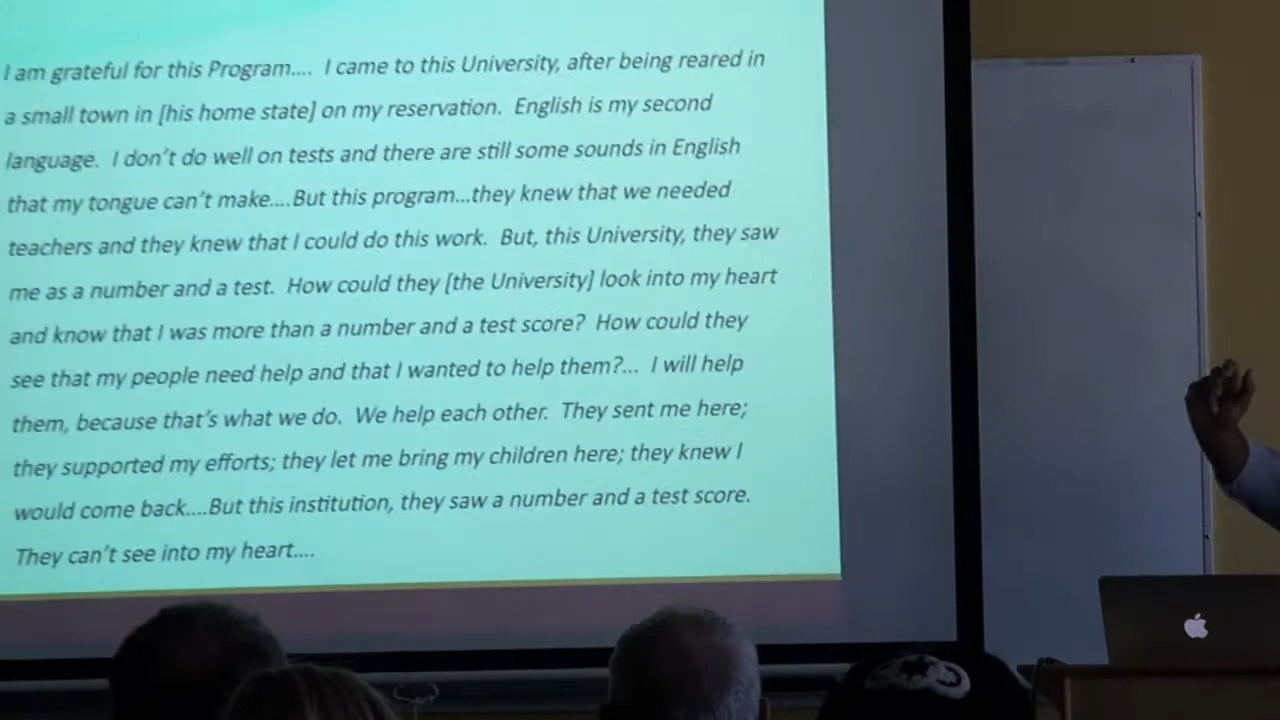 I am grateful for this Program.... I came to this University, after being reared in
a small town in [his home state] on my reservation. English is my second
language. I don't do well on tests and there are still some sounds in English
that my tongue can't make....But this program...they knew that we needed
teachers and they knew that I could do this work. But, this University, they saw
me as a number and a test. How could they [the University] look into my heart
and know that I was more than a number and a test score? How could they
see that my people need help and that I wanted to help them?... I will help
them, because that's what we do. We help each other. They sent me here;
they supported my efforts; they let me bring my children here; they knew I
would come back....But this institution, they saw a number and a test score.
They can't see into my heart....